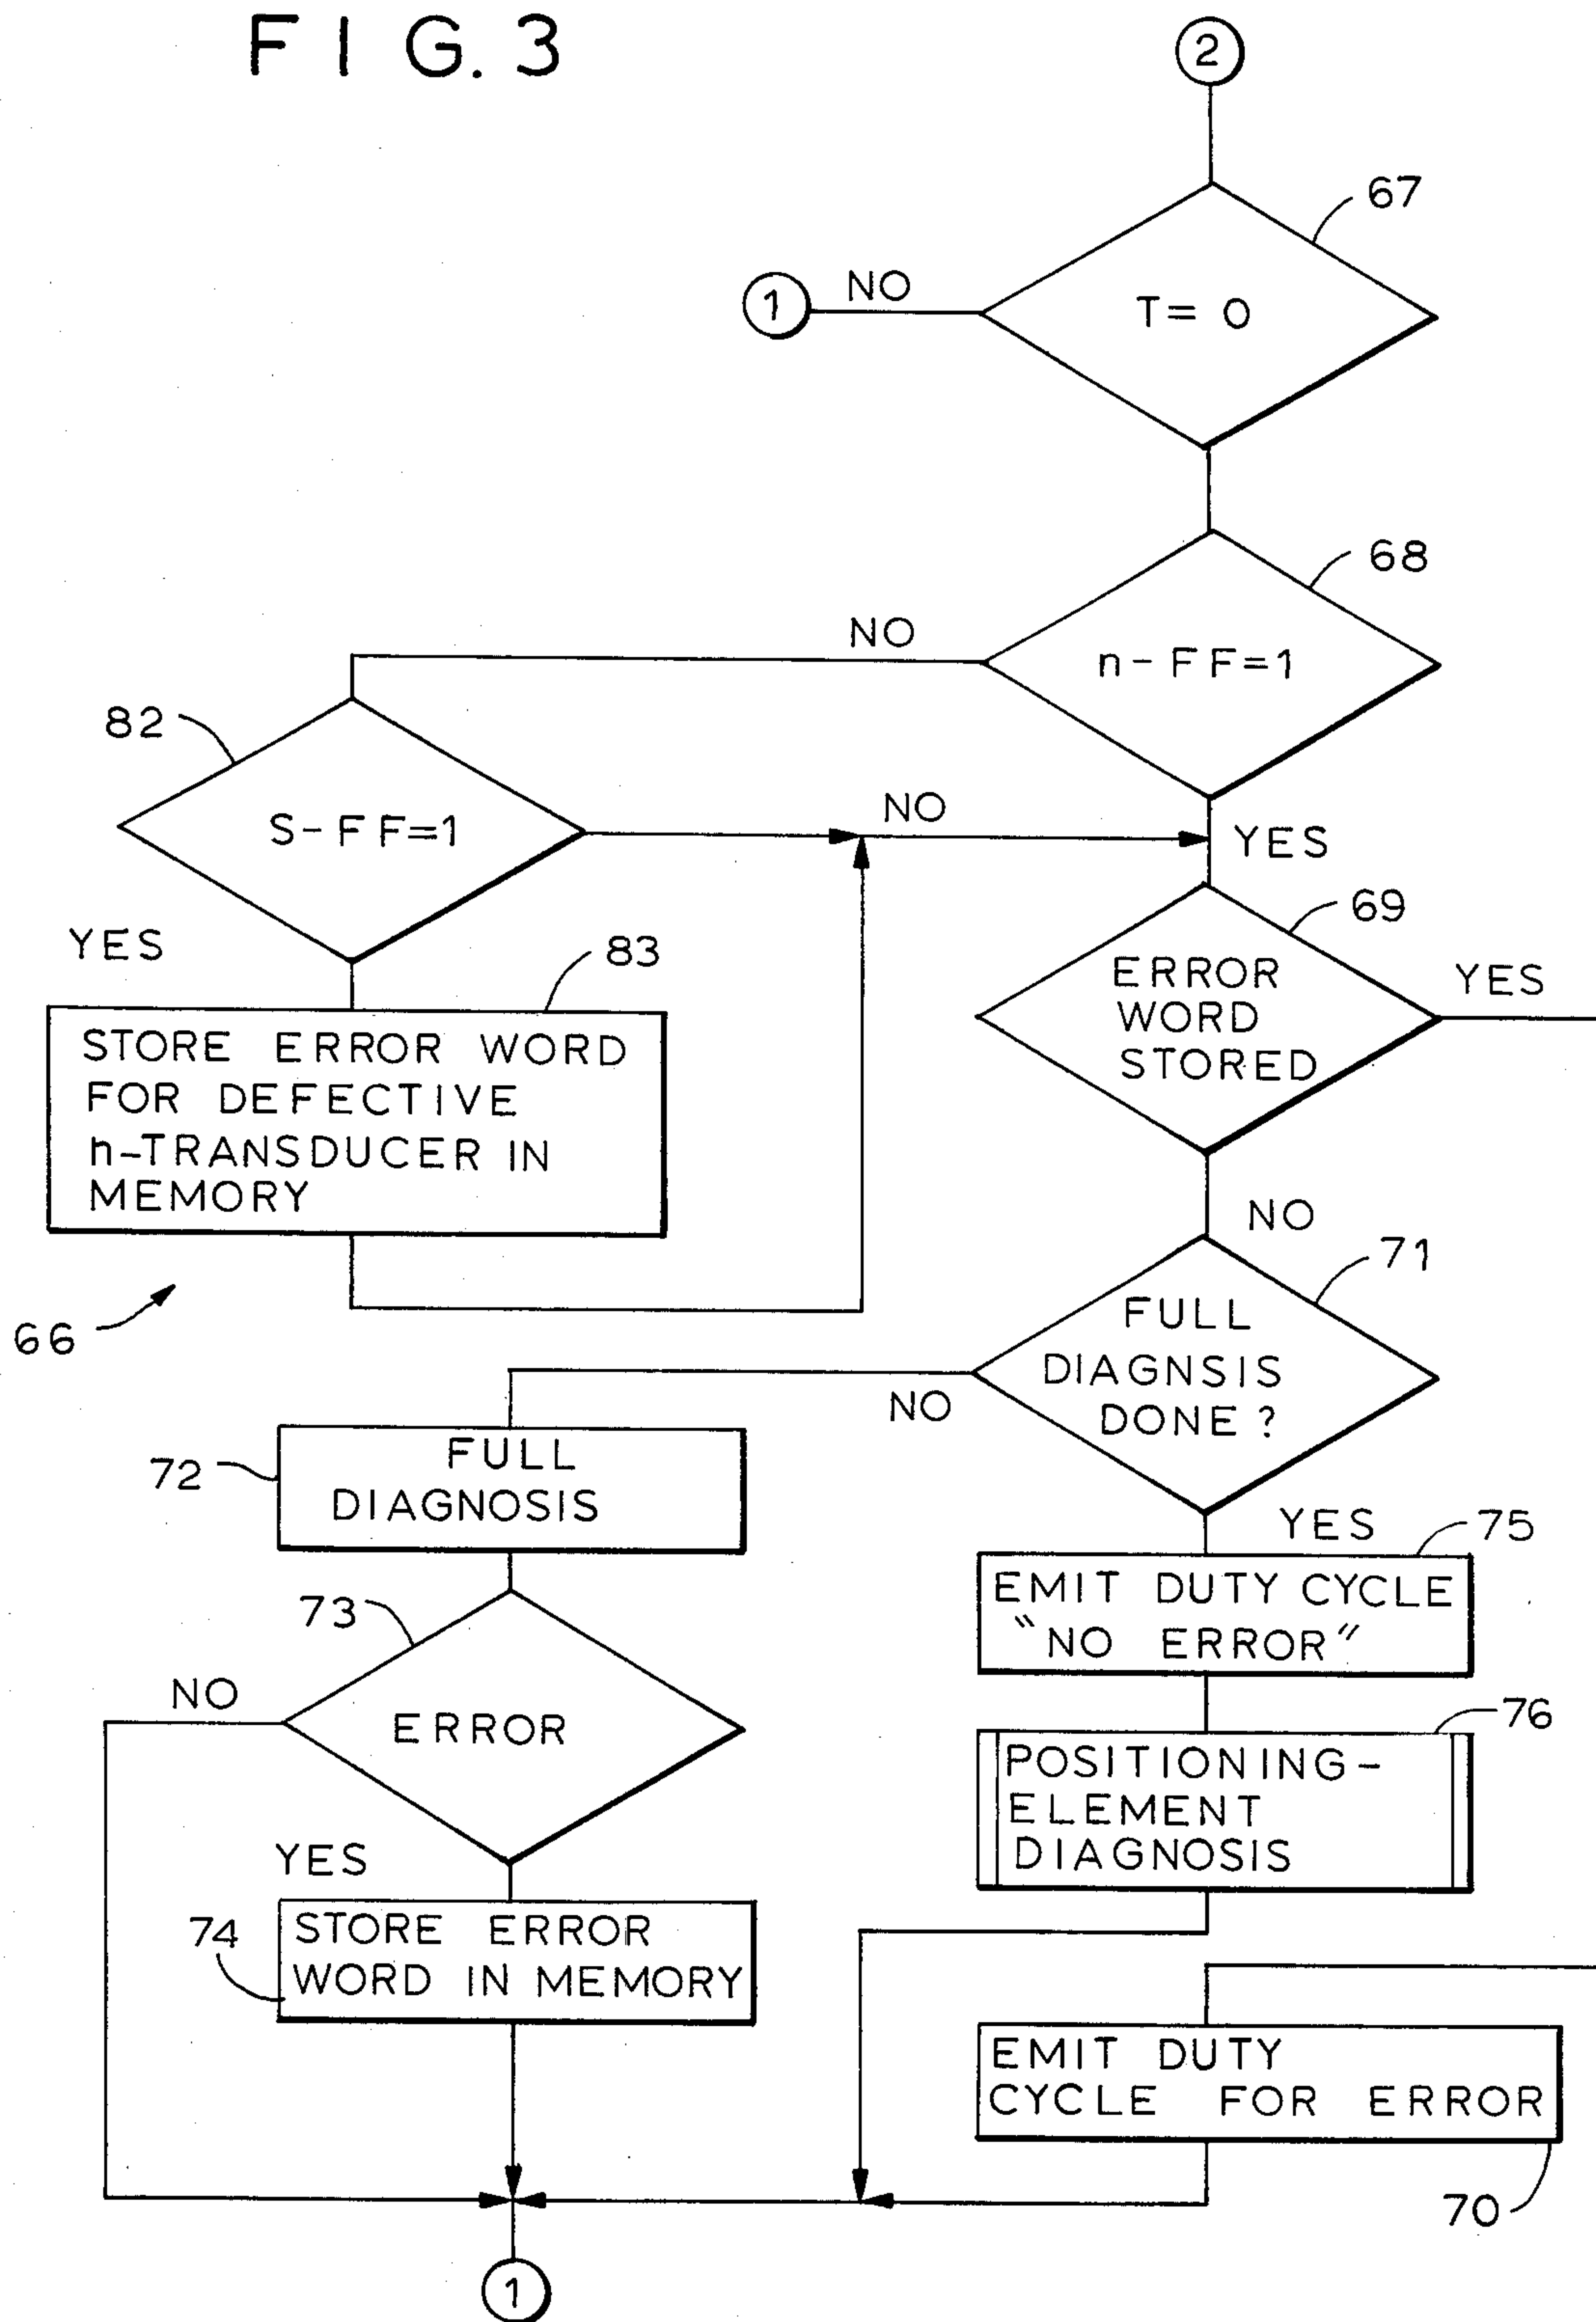 FIG. 3
2
67
1
NO
T= 0
68
NO
n-FF=1
82
S-FF=1
NO
YES
69
YES
83
ERROR
WORD
STORED
YES
STORE ERROR WORD
FOR DEFECTIVE
n-TRANSDUCER IN
MEMORY
NO
71
66
FULL
DIAGNSIS
DONE?
NO
72
FULL
DIAGNOSIS
YES
75
EMIT DUTY CYCLE
"NO ERROR"
73
NO
ERROR
76
POSITIONING-
ELEMENT
DIAGNOSIS
YES
74
STORE ERROR
WORD IN MEMORY
EMIT DUTY
CYCLE FOR ERROR
70
1